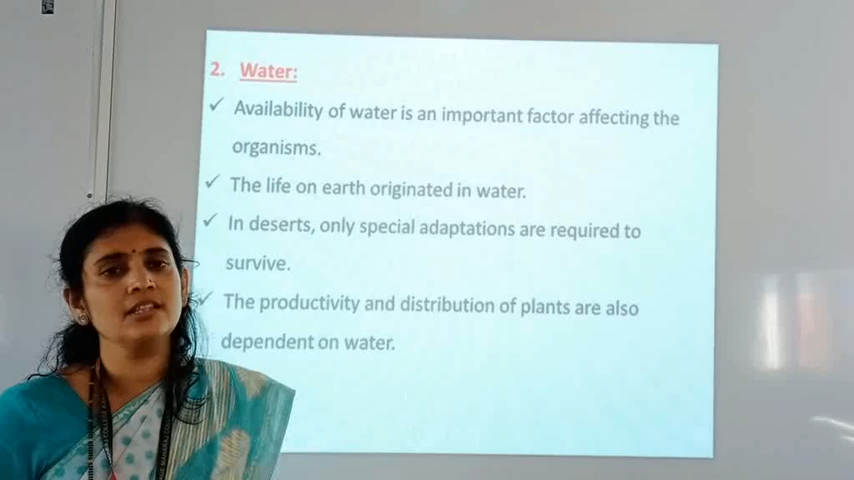 2. Water:
✓ Availability of water is an important factor affecting the
organisms.
✓ The life on earth originated in water.
✓ In deserts, only special adaptations are required to
survive.
✓ The productivity and distribution of plants are also
dependent on water.